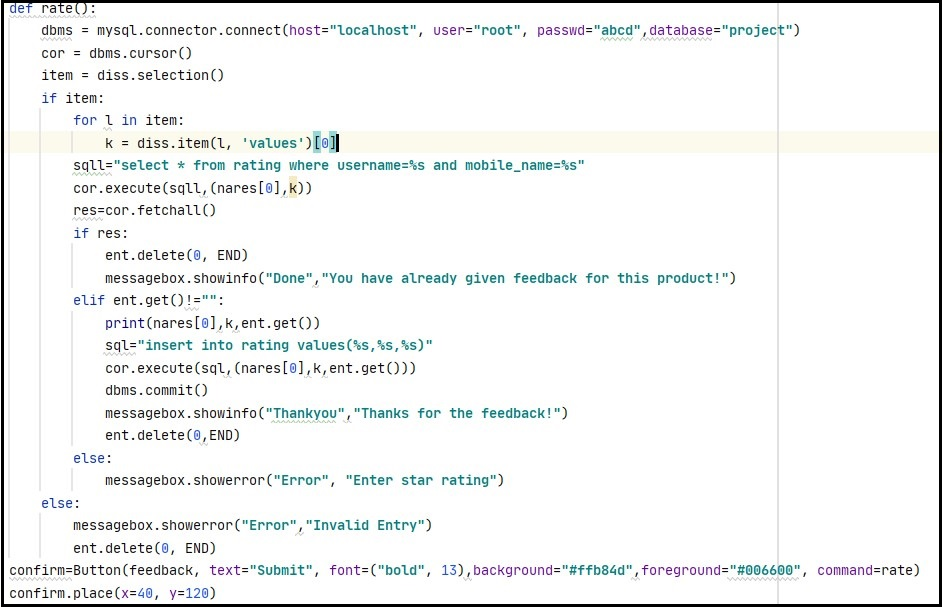 def rate():
    dbms = mysql.connector.connect(host="localhost", user="root", passwd="abcd",database="project")
    cor = dbms.cursor()
    item = diss.selection()
    if item:
        for l in item:
            k = diss.item(l, 'values')[0]
        sqll="select * from rating where username=%s and mobile_name=%s"
        cor.execute(sqll,(nares[0],k))
        res=cor.fetchall()
        if res:
            ent.delete(0, END)
            messagebox.showinfo("Done","You have already given feedback for this product!")
        elif ent.get()!="":
            print(nares[0],k,ent.get())
            sql="insert into rating values(%s,%s,%s)"
            cor.execute(sql,(nares[0],k,ent.get()))
            dbms.commit()
            messagebox.showinfo("Thankyou","Thanks for the feedback!")
            ent.delete(0,END)
        else:
            messagebox.showerror("Error", "Enter star rating")
    else:
        messagebox.showerror("Error","Invalid Entry")
        ent.delete(0, END)
confirm=Button(feedback, text="Submit", font=("bold", 13),background="#ffb84d",foreground="#006600", command=rate)
confirm.place(x=40, y=120)